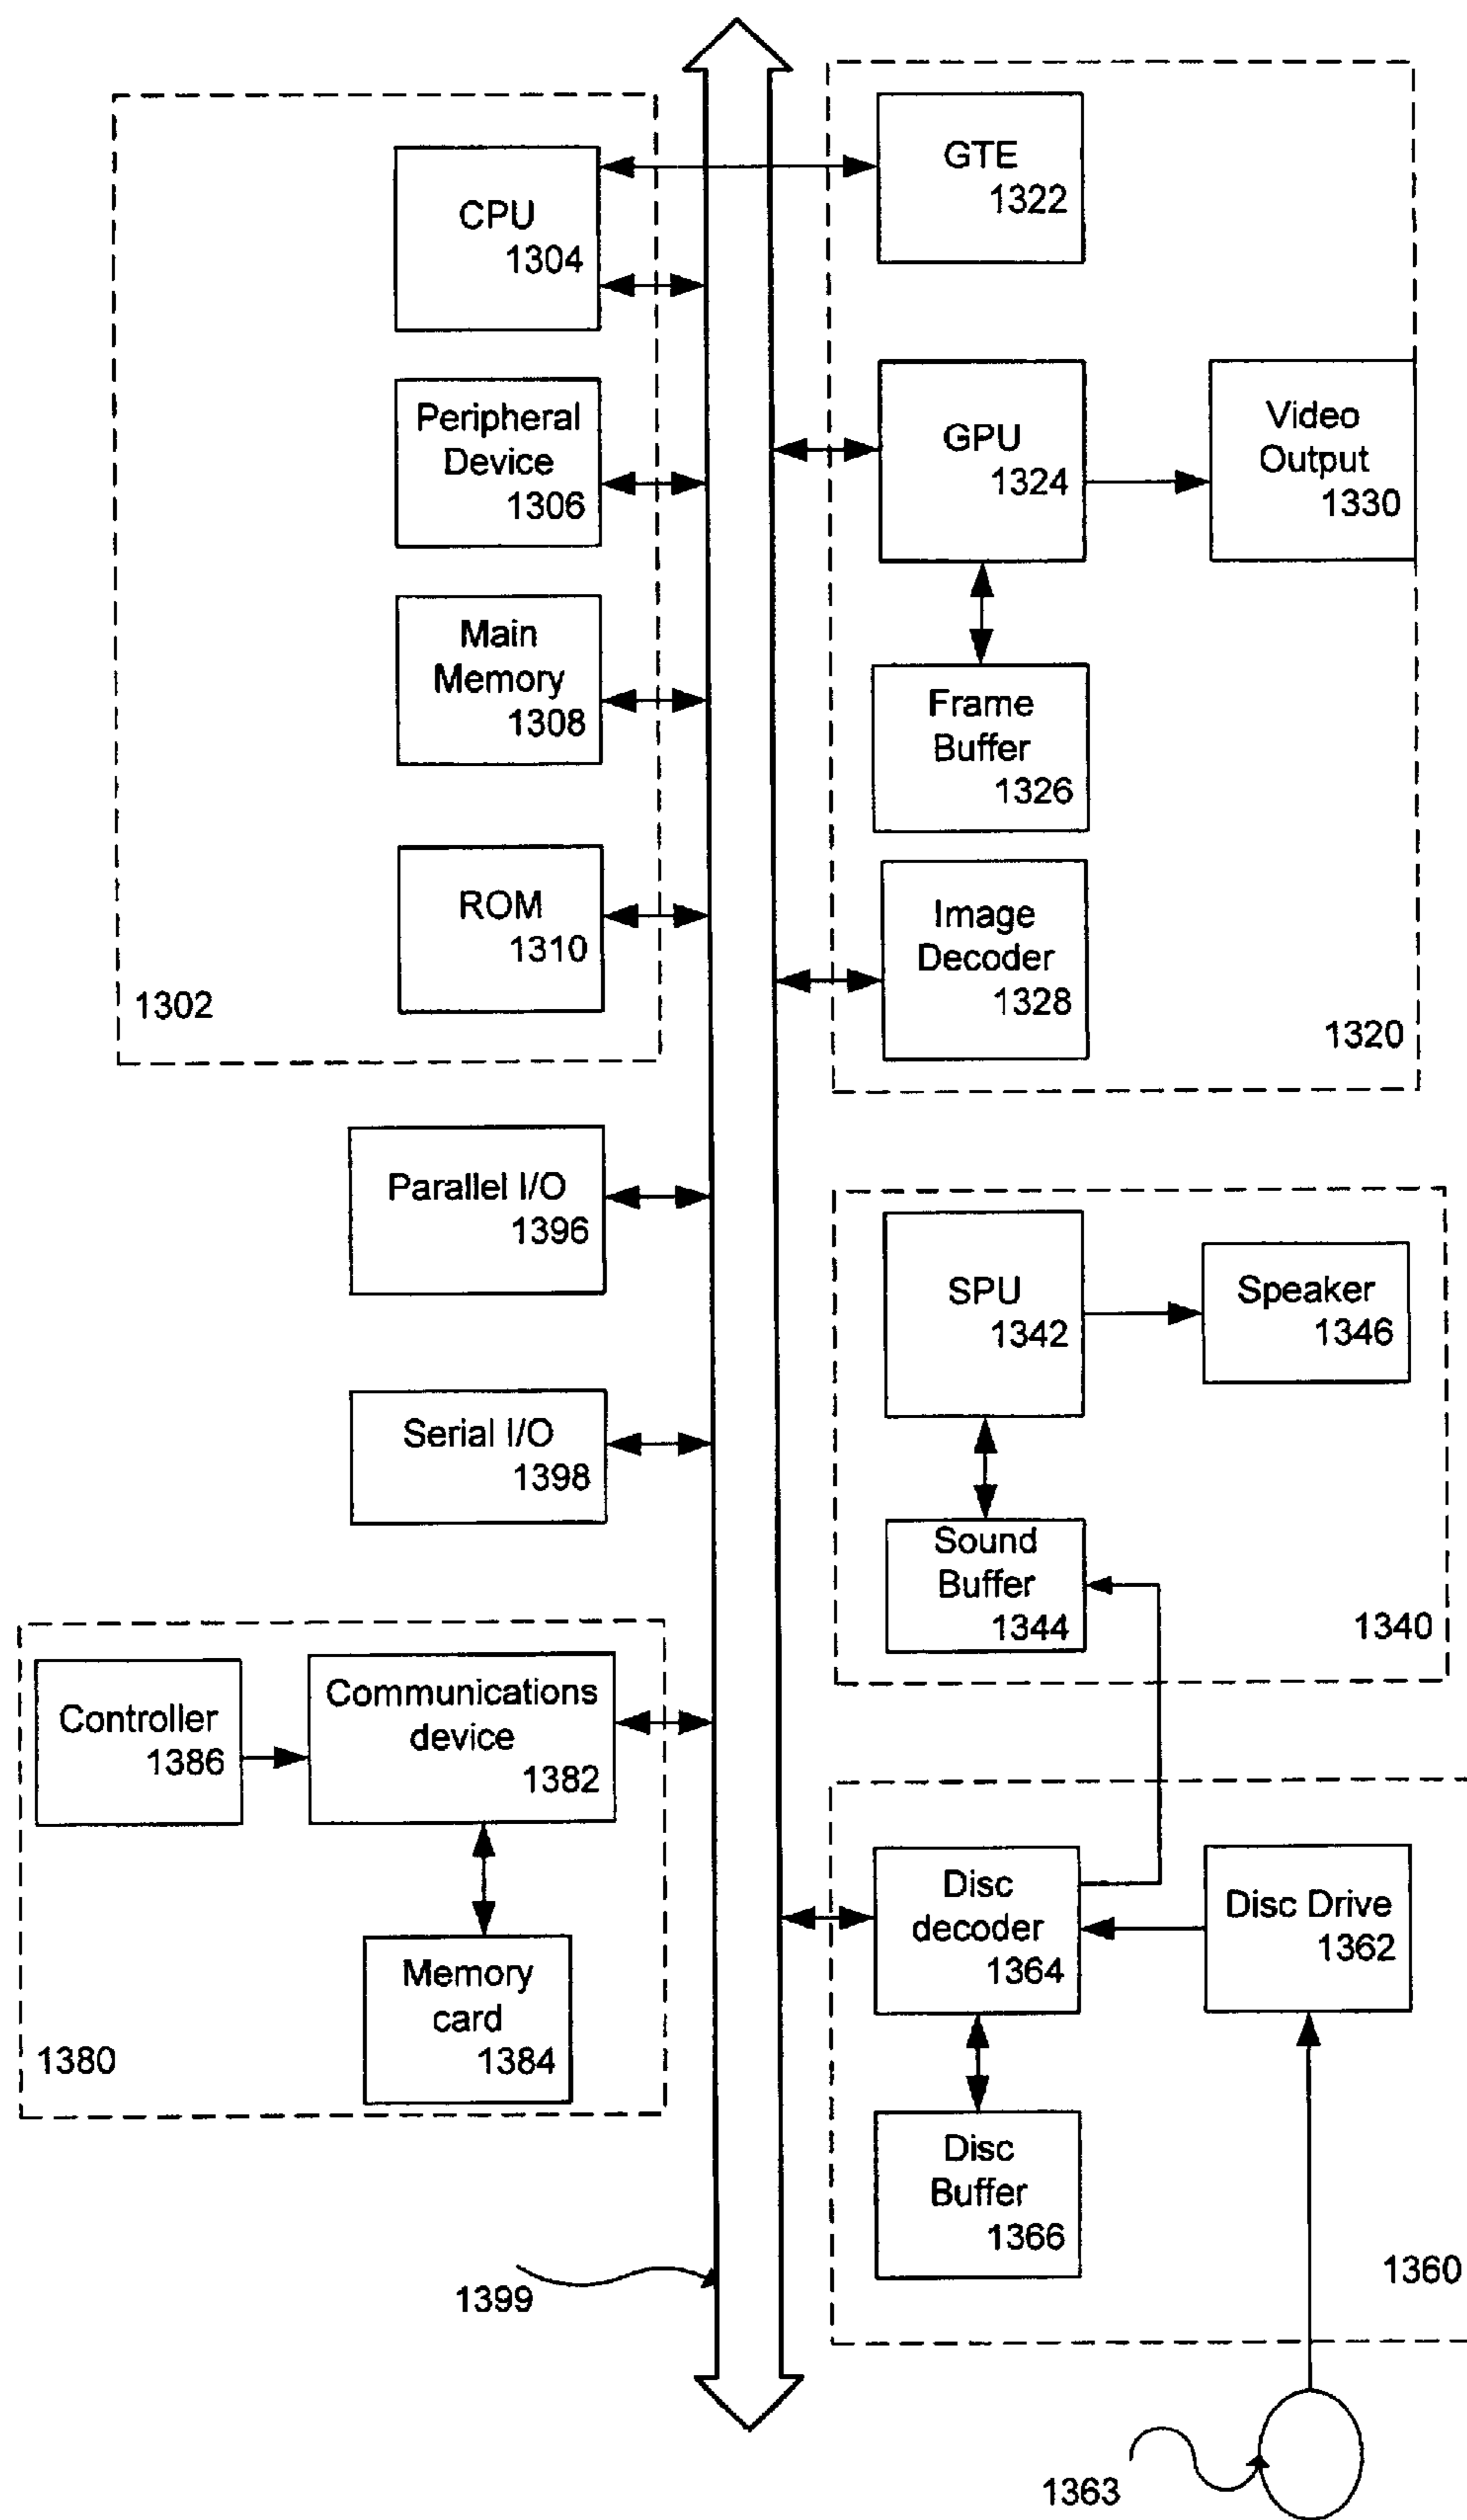 CPU
1304
Peripheral
Device
1306
Main
Memory
1308
ROM
1310
1302
GTE
1322
GPU
1324
Video
Output
1330
Frame
Buffer
1326
Image
Decoder
1328
1320
Parallel I/O
1396
Serial I/O
1398
SPU
1342
Speaker
1346
Sound
Buffer
1344
1340
Controller
1386
Communications
device
1382
Memory
card
1384
1380
Disc
decoder
1364
Disc Drive
1362
Disc
Buffer
1366
1360
1399
1363